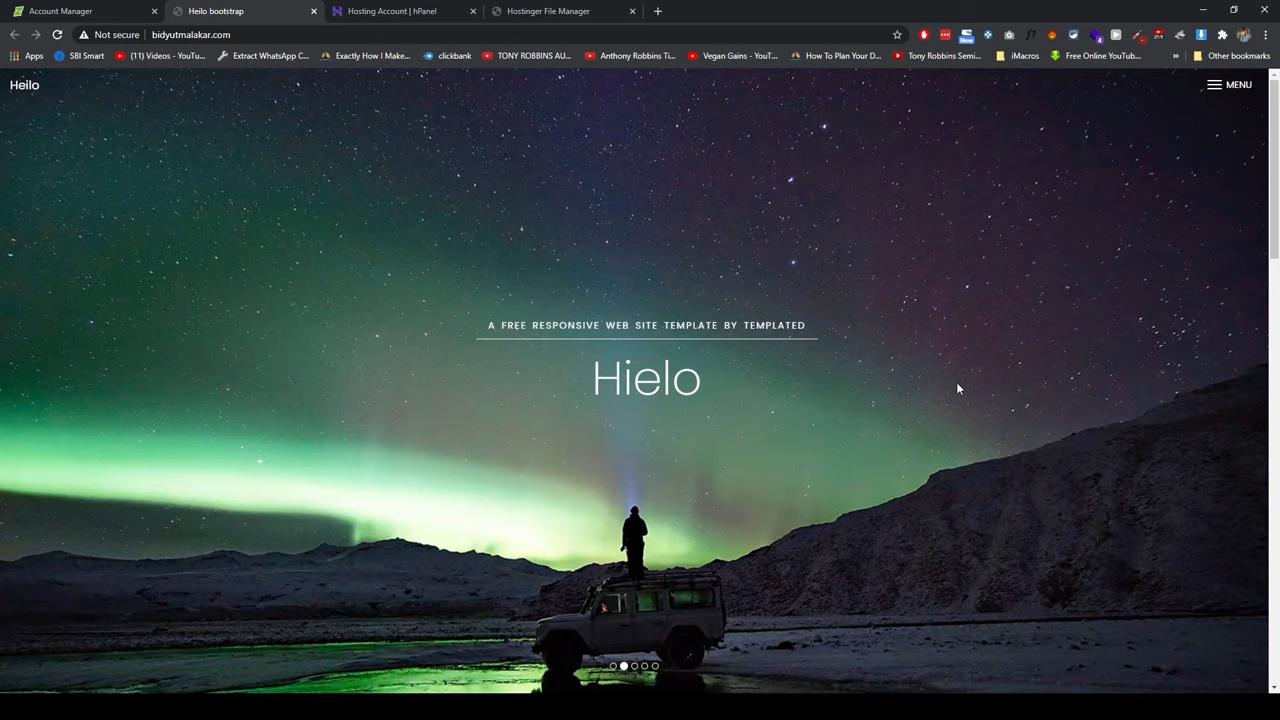 Account Manager
Heilo bootstrap
Hosting Account | hPanel
Hostinger File Manager
Not secure
bidyutmalakar.com
New
Apps
SBI Smart
(11) Videos - YouTu...
Extract WhatsApp C...
Exactly How I Make...
clickbank
TONY ROBBINS AU...
Anthony Robbins Ti...
Vegan Gains - YouT...
How To Plan Your D...
Tony Robbins Semi...
iMacros
Free Online YouTub...
»
Other bookmarks
Heilo
MENU
A FREE RESPONSIVE WEB SITE TEMPLATE BY TEMPLATED
Hielo